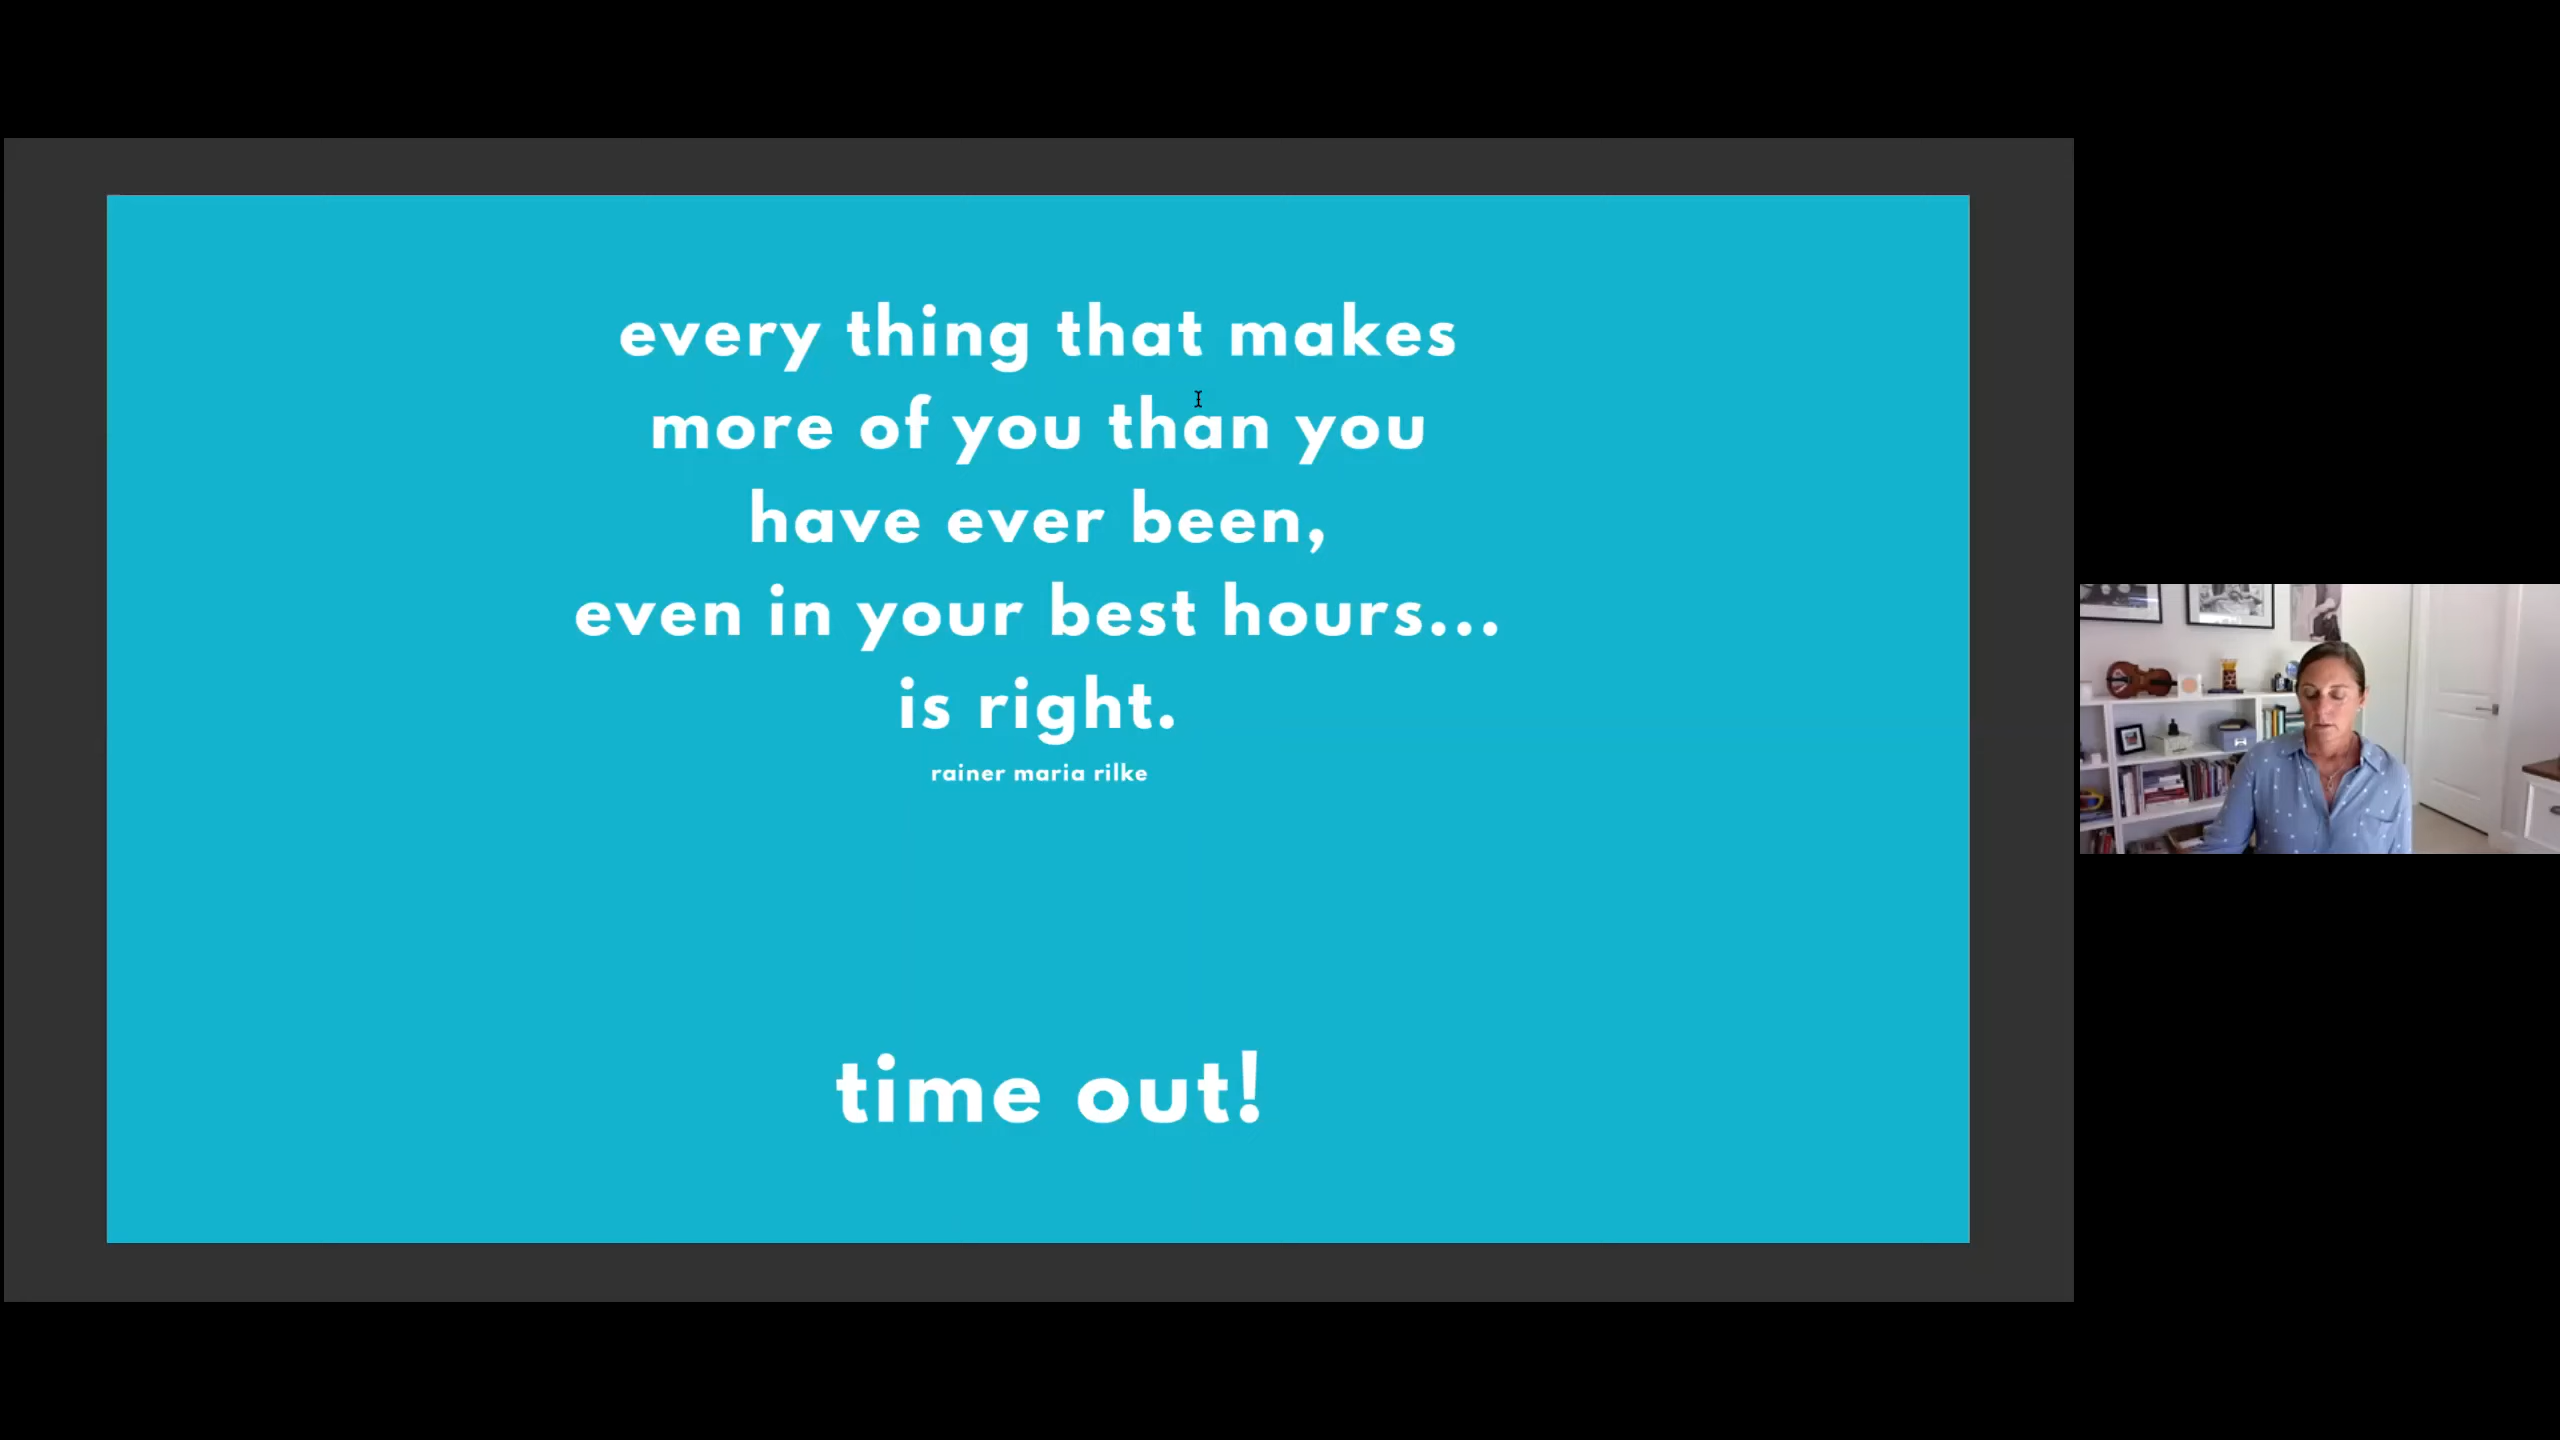 every thing that makes
more of you than you
have ever been,
even in your best hours...
is right.
rainer maria rilke
time out!